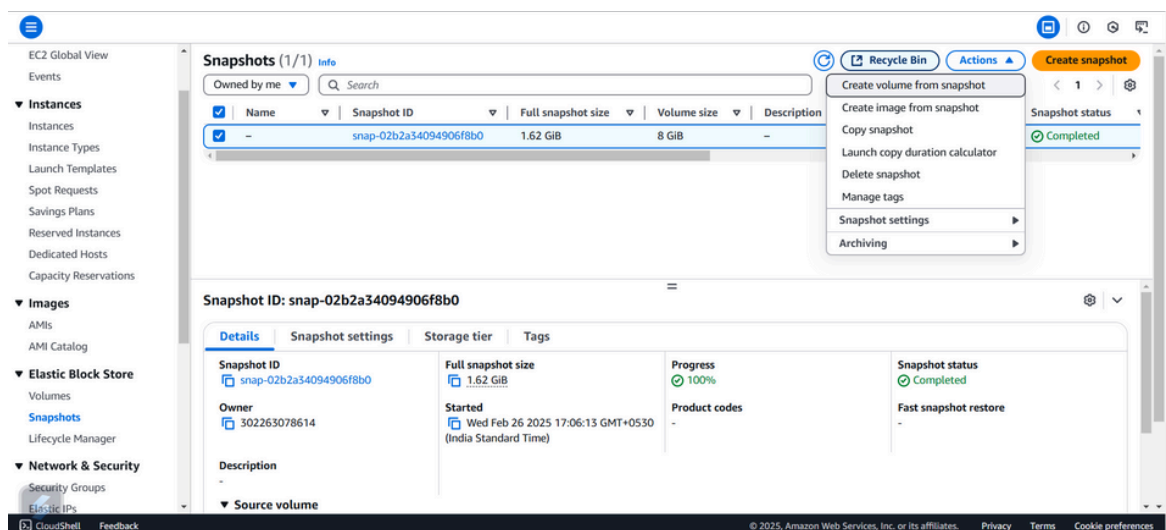 EC2 Global View
Events
Instances
Instances
Instance Types
Launch Templates
Spot Requests
Savings Plans
Reserved Instances
Dedicated Hosts
Capacity Reservations
Images
AMIs
AMI Catalog
Elastic Block Store
Volumes
Snapshots
Lifecycle Manager
Network & Security
Security Groups
Elastic IPs
Snapshots (1/1) Info
Recycle Bin
Actions
Create snapshot
Owned by me
Search
1
Create volume from snapshot
Create image from snapshot
Copy snapshot
Launch copy duration calculator
Delete snapshot
Manage tags
Snapshot settings
Archiving
Name Snapshot ID Full snapshot size Volume size Description Snapshot status
– snap-02b2a34094906f8b0 1.62 GiB 8 GiB – Completed
Snapshot ID: snap-02b2a34094906f8b0
Details Snapshot settings Storage tier Tags
Snapshot ID
snap-02b2a34094906f8b0
Full snapshot size
1.62 GiB
Progress
100%
Snapshot status
Completed
Owner
302263078614
Started
Wed Feb 26 2025 17:06:13 GMT+0530
(India Standard Time)
Product codes
-
Fast snapshot restore
-
Description
-
Source volume
CloudShell Feedback © 2025, Amazon Web Services, Inc. or its affiliates. Privacy Terms Cookie preferences